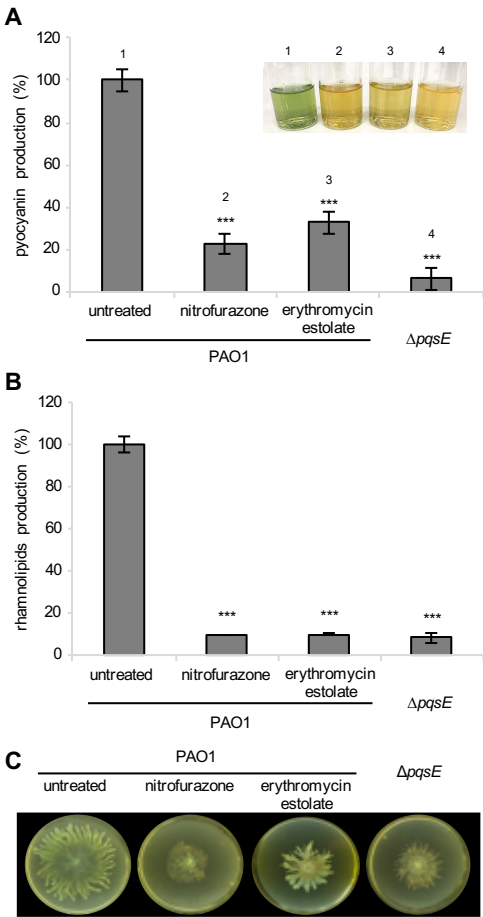 A
120
100
80
60
40
20
0
pyocyanin production (%)
1
2
***
3
***
4
***
1 2 3 4
untreated nitrofurazone erythromycin estolate ΔpqsE
PAO1
B
120
100
80
60
40
20
0
rhamnolipids production (%)
*** *** ***
untreated nitrofurazone erythromycin estolate ΔpqsE
PAO1
C
PAO1
untreated nitrofurazone erythromycin estolate ΔpqsE